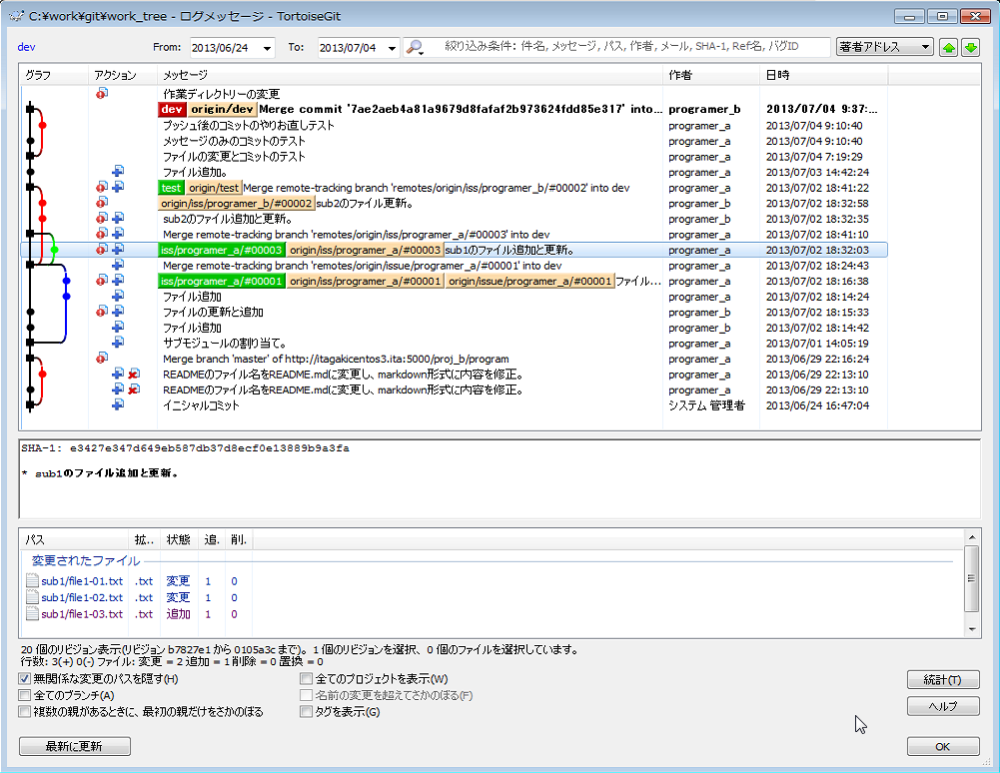 C:¥work¥git¥work_tree - ログメッセージ - TortoiseGit
dev From: 2013/06/24 To: 2013/07/04 絞り込み条件: 件名, メッセージ, パス, 作者, メール, SHA-1, Ref名, バグID 著者アドレス
グラフ アクション メッセージ 作者 日時
作業ディレクトリーの変更
dev origin/dev Merge commit '7ae2aeb4a81a9679d8fafaf2b973624fdd85e317' into... programer_b 2013/07/04 9:37:...
プッシュ後のコミットのやりお直しテスト programer_a 2013/07/04 9:10:40
メッセージのみのコミットのテスト programer_a 2013/07/04 9:10:40
ファイルの変更とコミットのテスト programer_a 2013/07/04 7:19:29
ファイル追加。 programer_a 2013/07/03 14:42:24
test origin/test Merge remote-tracking branch 'remotes/origin/iss/programer_b/#00002' into dev programer_a 2013/07/02 18:41:22
origin/iss/programer_b/#00002 sub2のファイル更新。 programer_b 2013/07/02 18:32:58
sub2のファイル追加と更新。 programer_b 2013/07/02 18:32:35
Merge remote-tracking branch 'remotes/origin/iss/programer_a/#00003' into dev programer_a 2013/07/02 18:41:10
iss/programer_a/#00003 origin/iss/programer_a/#00003 sub1のファイル追加と更新。 programer_a 2013/07/02 18:32:03
Merge remote-tracking branch 'remotes/origin/issue/programer_a/#00001' into dev programer_a 2013/07/02 18:24:43
iss/programer_a/#00001 origin/iss/programer_a/#00001 origin/issue/programer_a/#00001 ファイル... programer_a 2013/07/02 18:16:38
ファイル追加 programer_a 2013/07/02 18:14:24
ファイルの更新と追加 programer_b 2013/07/02 18:15:33
ファイル追加 programer_b 2013/07/02 18:14:42
サブモジュールの割り当て。 programer_a 2013/07/01 14:05:19
Merge branch 'master' of http://itagakicentos3.ita:5000/proj_b/program programer_a 2013/06/29 22:16:24
READMEのファイル名をREADME.mdに変更し、markdown形式に内容を修正。 programer_a 2013/06/29 22:13:10
READMEのファイル名をREADME.mdに変更し、markdown形式に内容を修正。 programer_a 2013/06/29 22:13:10
イニシャルコミット システム 管理者 2013/06/24 16:47:04
SHA-1: e3427e347d649eb587db37d8ecf0e13889b9a3fa
* sub1のファイル追加と更新。
パス 拡.. 状態 追. 削.
変更されたファイル
sub1/file1-01.txt .txt 変更 1 0
sub1/file1-02.txt .txt 変更 1 0
sub1/file1-03.txt .txt 追加 1 0
20 個のリビジョン表示(リビジョン b7827e1 から 0105a3c まで)。1 個のリビジョンを選択、0 個のファイルを選択しています。
行数: 3(+) 0(-) ファイル: 変更 = 2 追加 = 1 削除 = 0 置換 = 0
無関係な変更のパスを隠す(H) 全てのプロジェクトを表示(W) 統計(T)
全てのブランチ(A) 名前の変更を超えてさかのぼる(F)
複数の親があるときに、最初の親だけをさかのぼる タグを表示(G) ヘルプ
最新に更新 OK